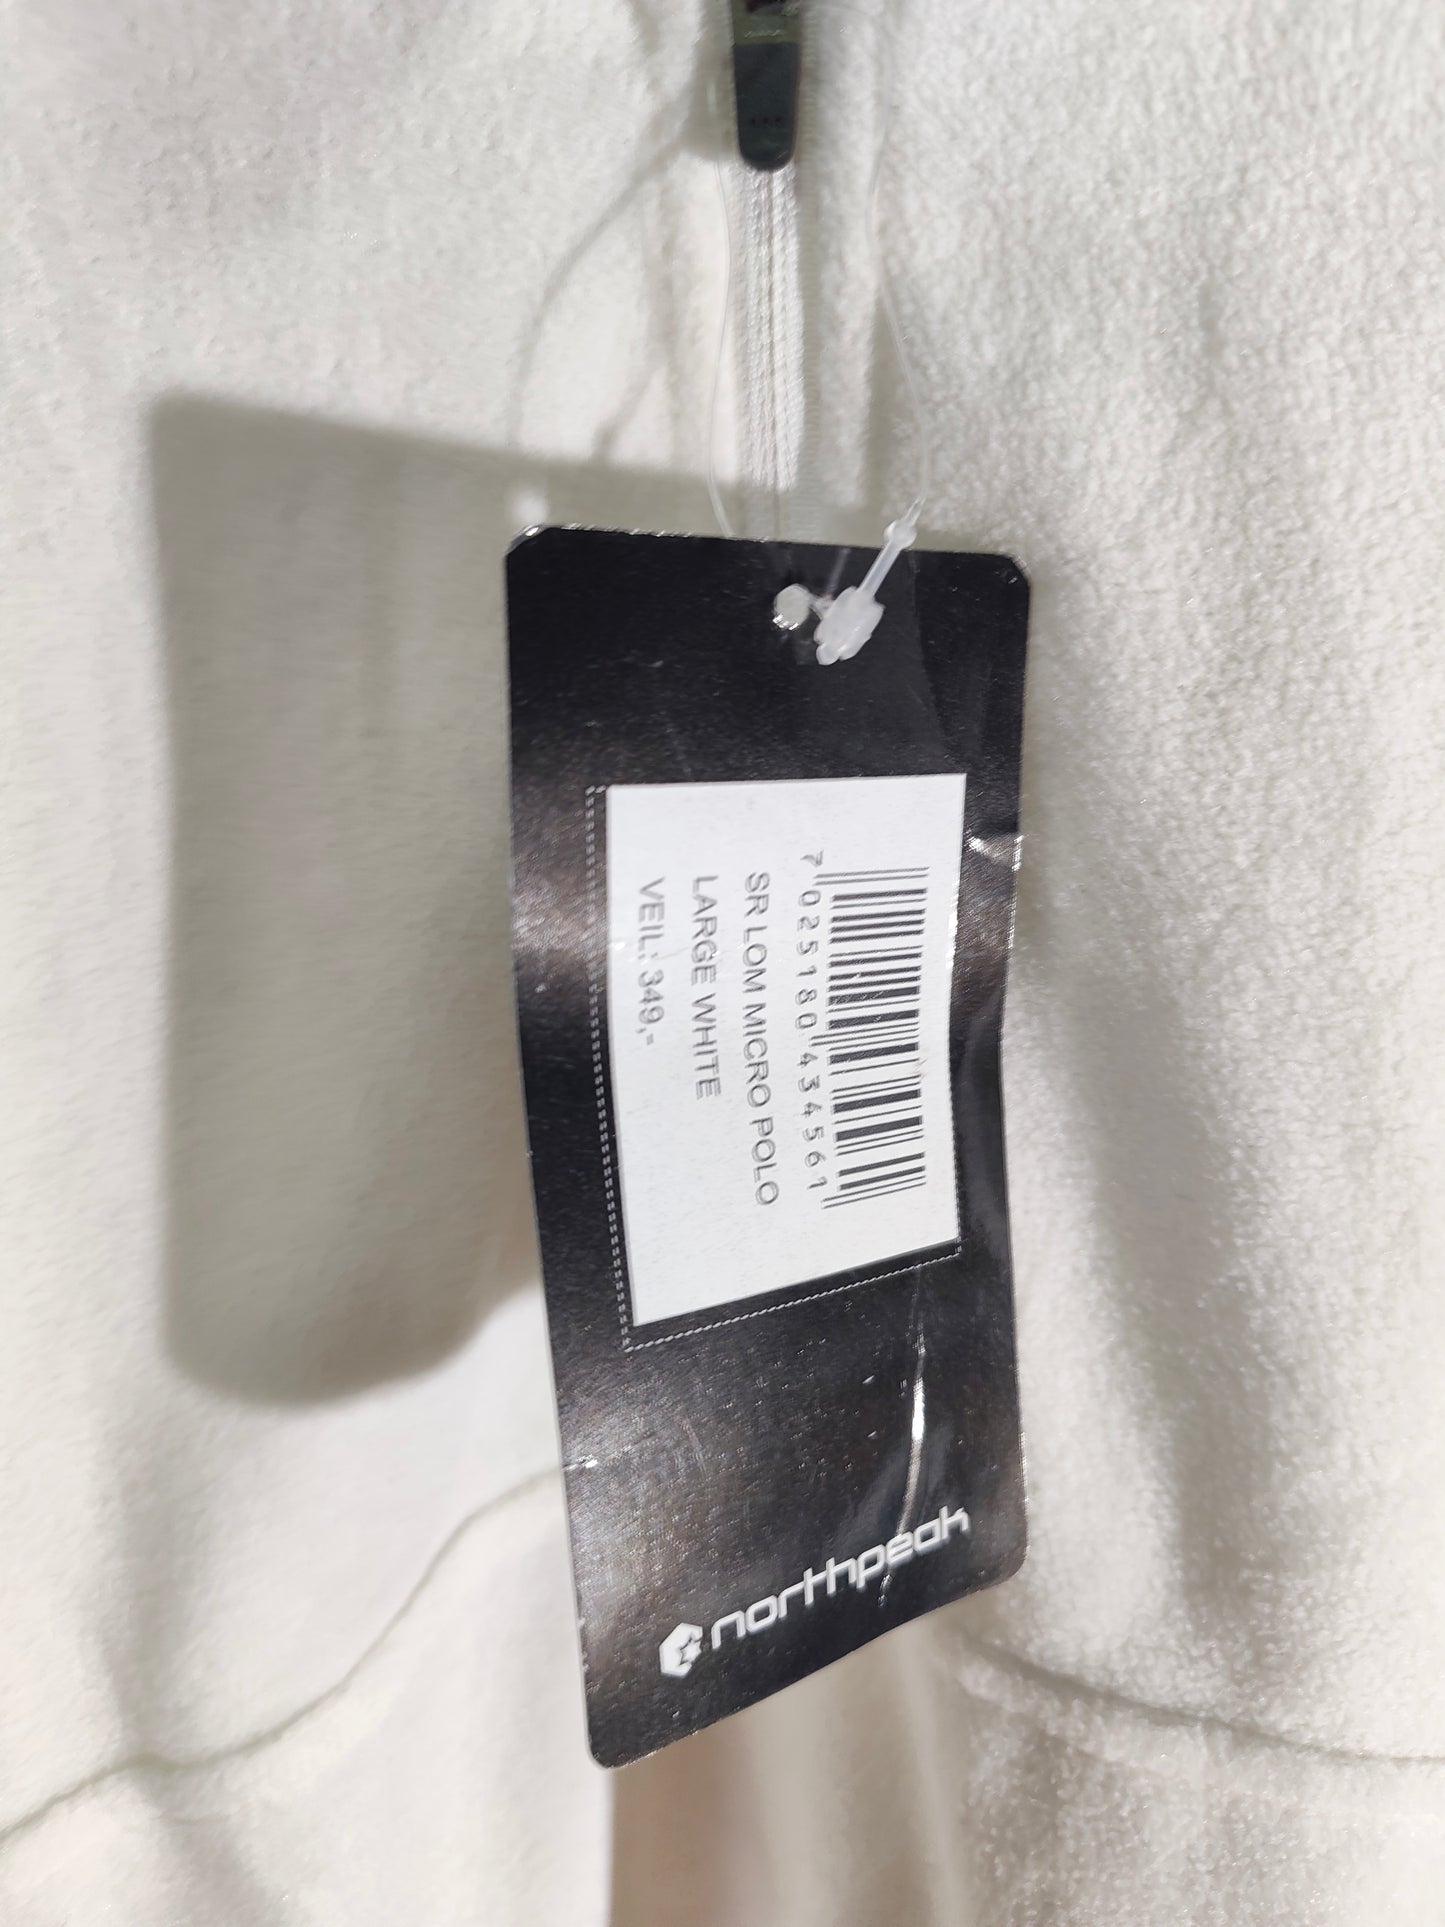 7 025180 434561
SR LOM MICRO POLO
LARGE WHITE
VEIL: 349,-
northpeak